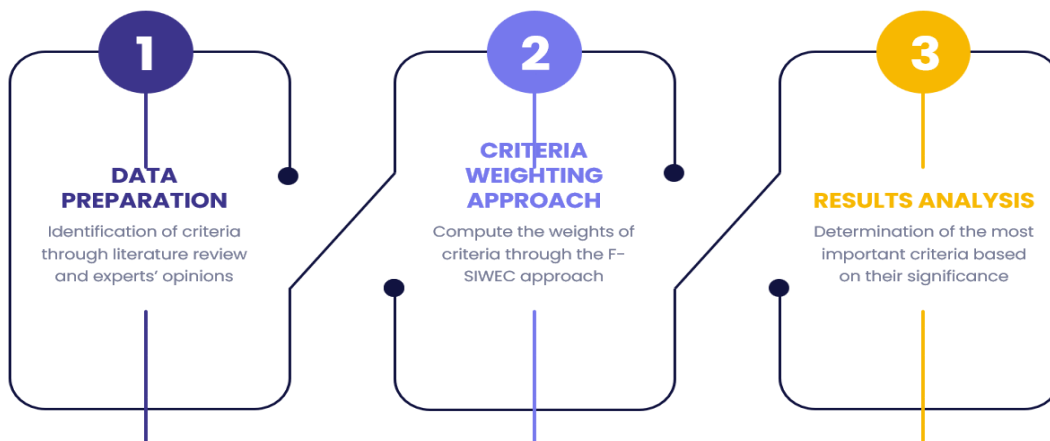 1
DATA
PREPARATION
Identification of criteria
through literature review
and experts’ opinions
2
CRITERIA
WEIGHTING
APPROACH
Compute the weights of
criteria through the F-
SIWEC approach
3
RESULTS ANALYSIS
Determination of the most
important criteria based
on their significance